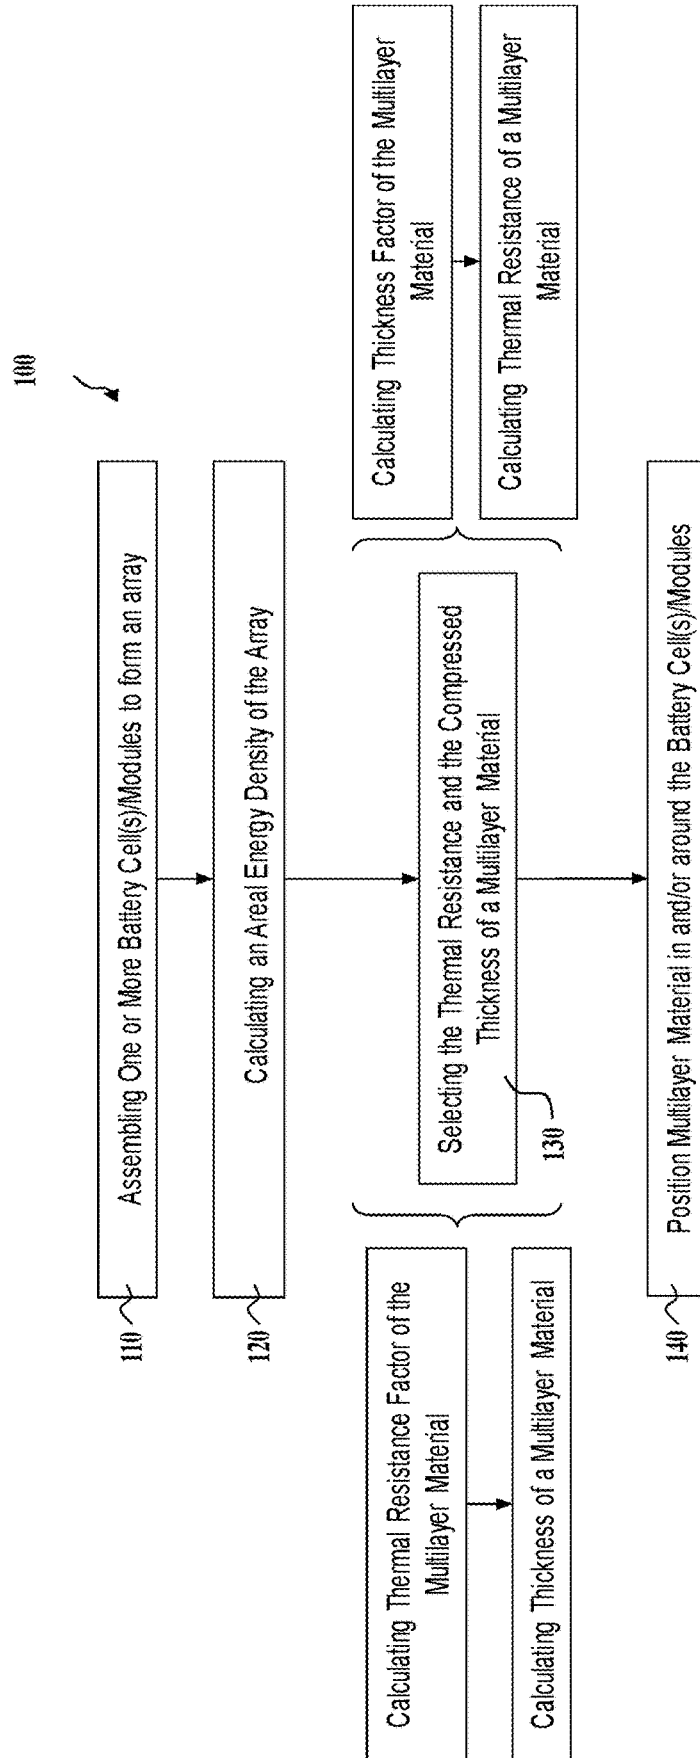 100
110
Assembling One or More Battery Cell(s)/Modules to form an array
120
Calculating an Areal Energy Density of the Array
Calculating Thermal Resistance Factor of the
Multilayer Material
Calculating Thickness of a Multilayer Material
Selecting the Thermal Resistance and the Compressed
Thickness of a Multilayer Material
130
Calculating Thickness Factor of the Multilayer
Material
Calculating Thermal Resistance of a Multilayer
Material
140
Position Multilayer Material in and/or around the Battery Cell(s)/Modules